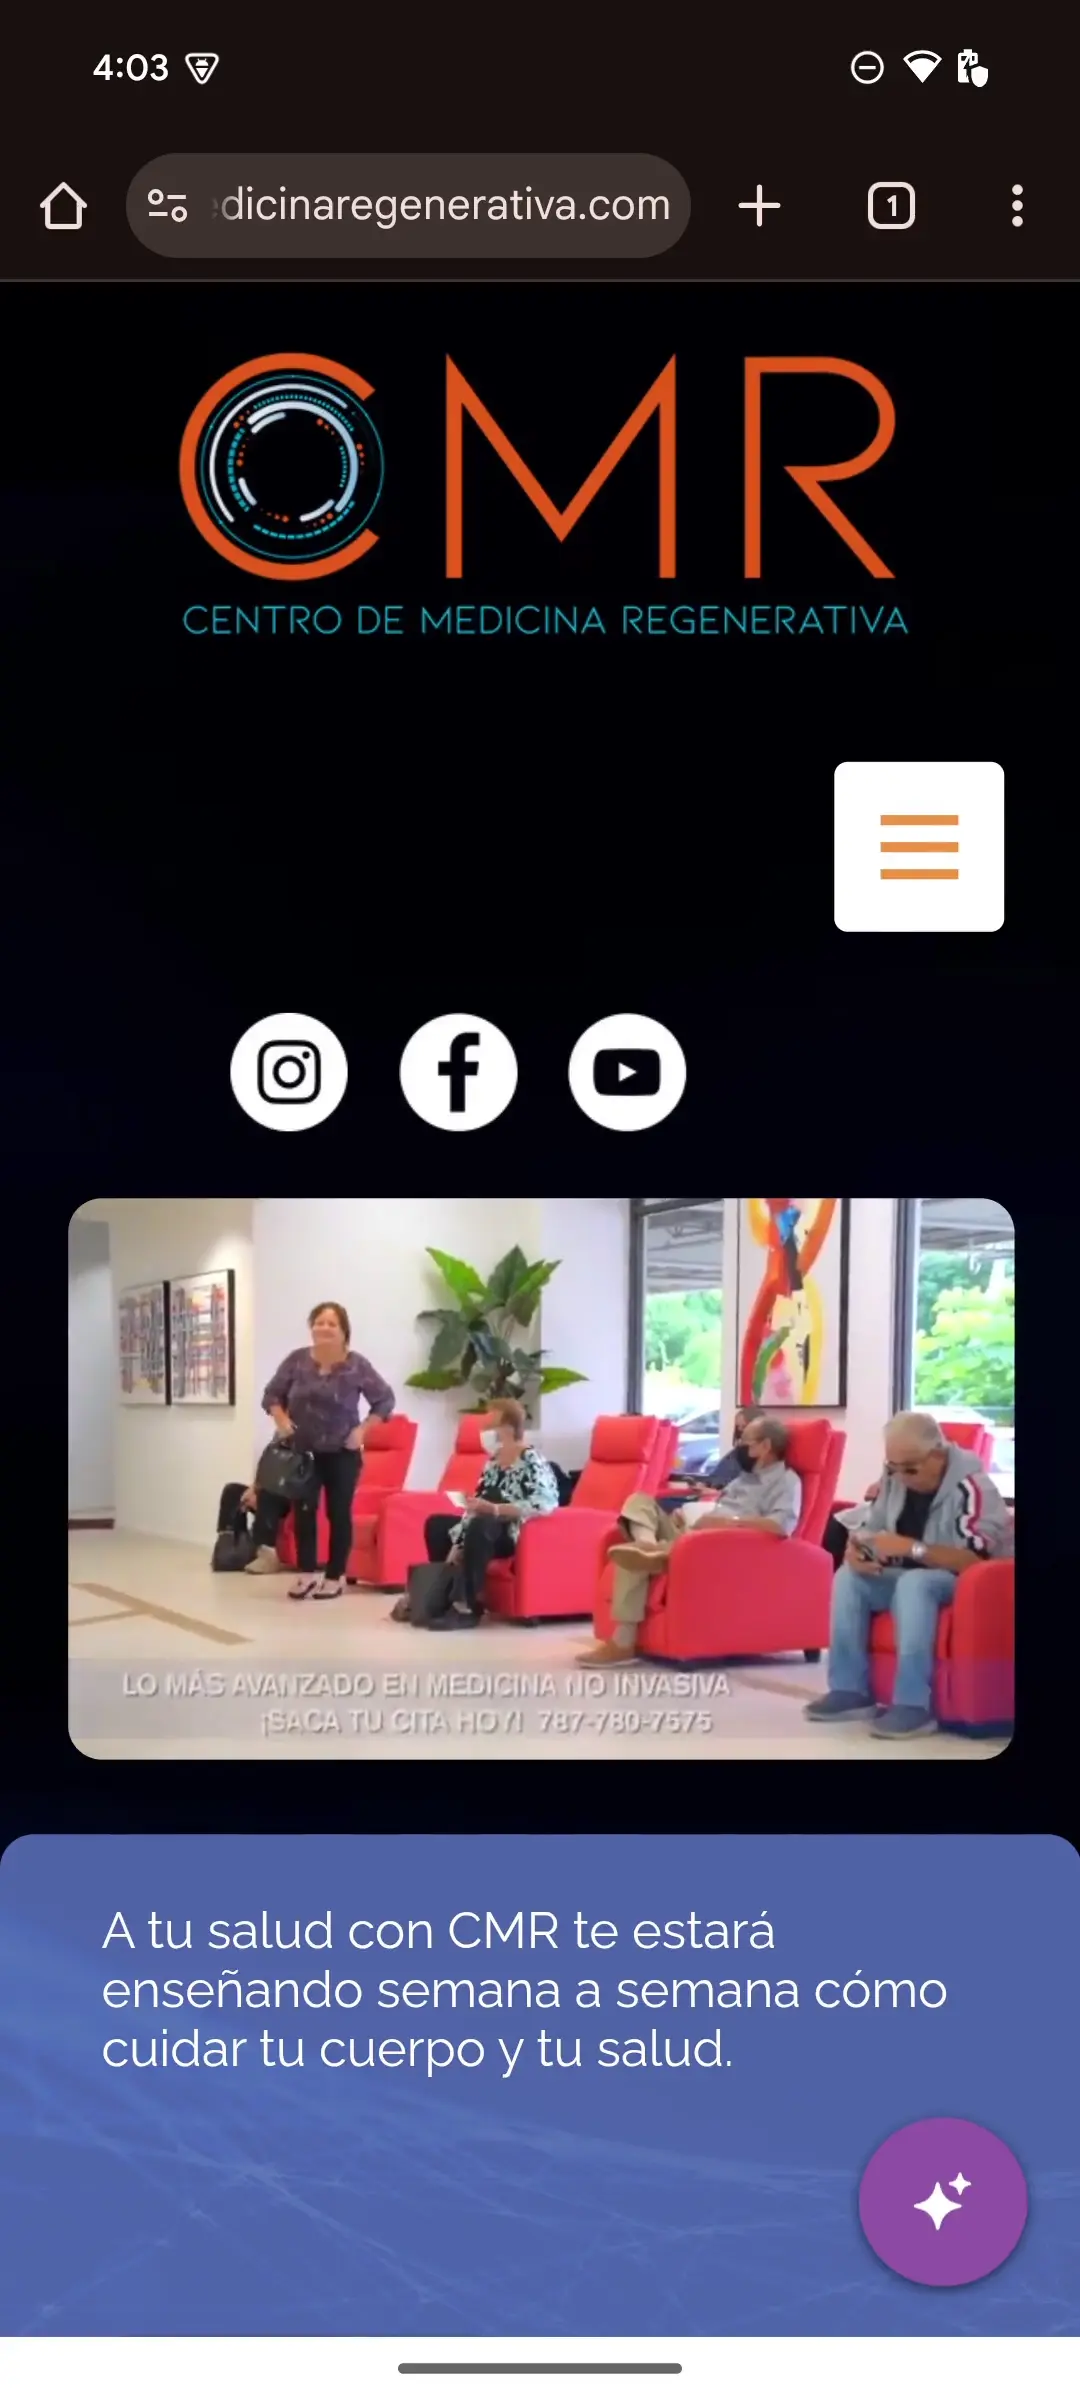 4:03
dicinaregenerativa.com
1
CMR
CENTRO DE MEDICINA REGENERATIVA
LO MÁS AVANZADO EN MEDICINA NO INVASIVA
¡SACA TU CITA HOY! 787-780-7575
A tu salud con CMR te estará
enseñando semana a semana cómo
cuidar tu cuerpo y tu salud.